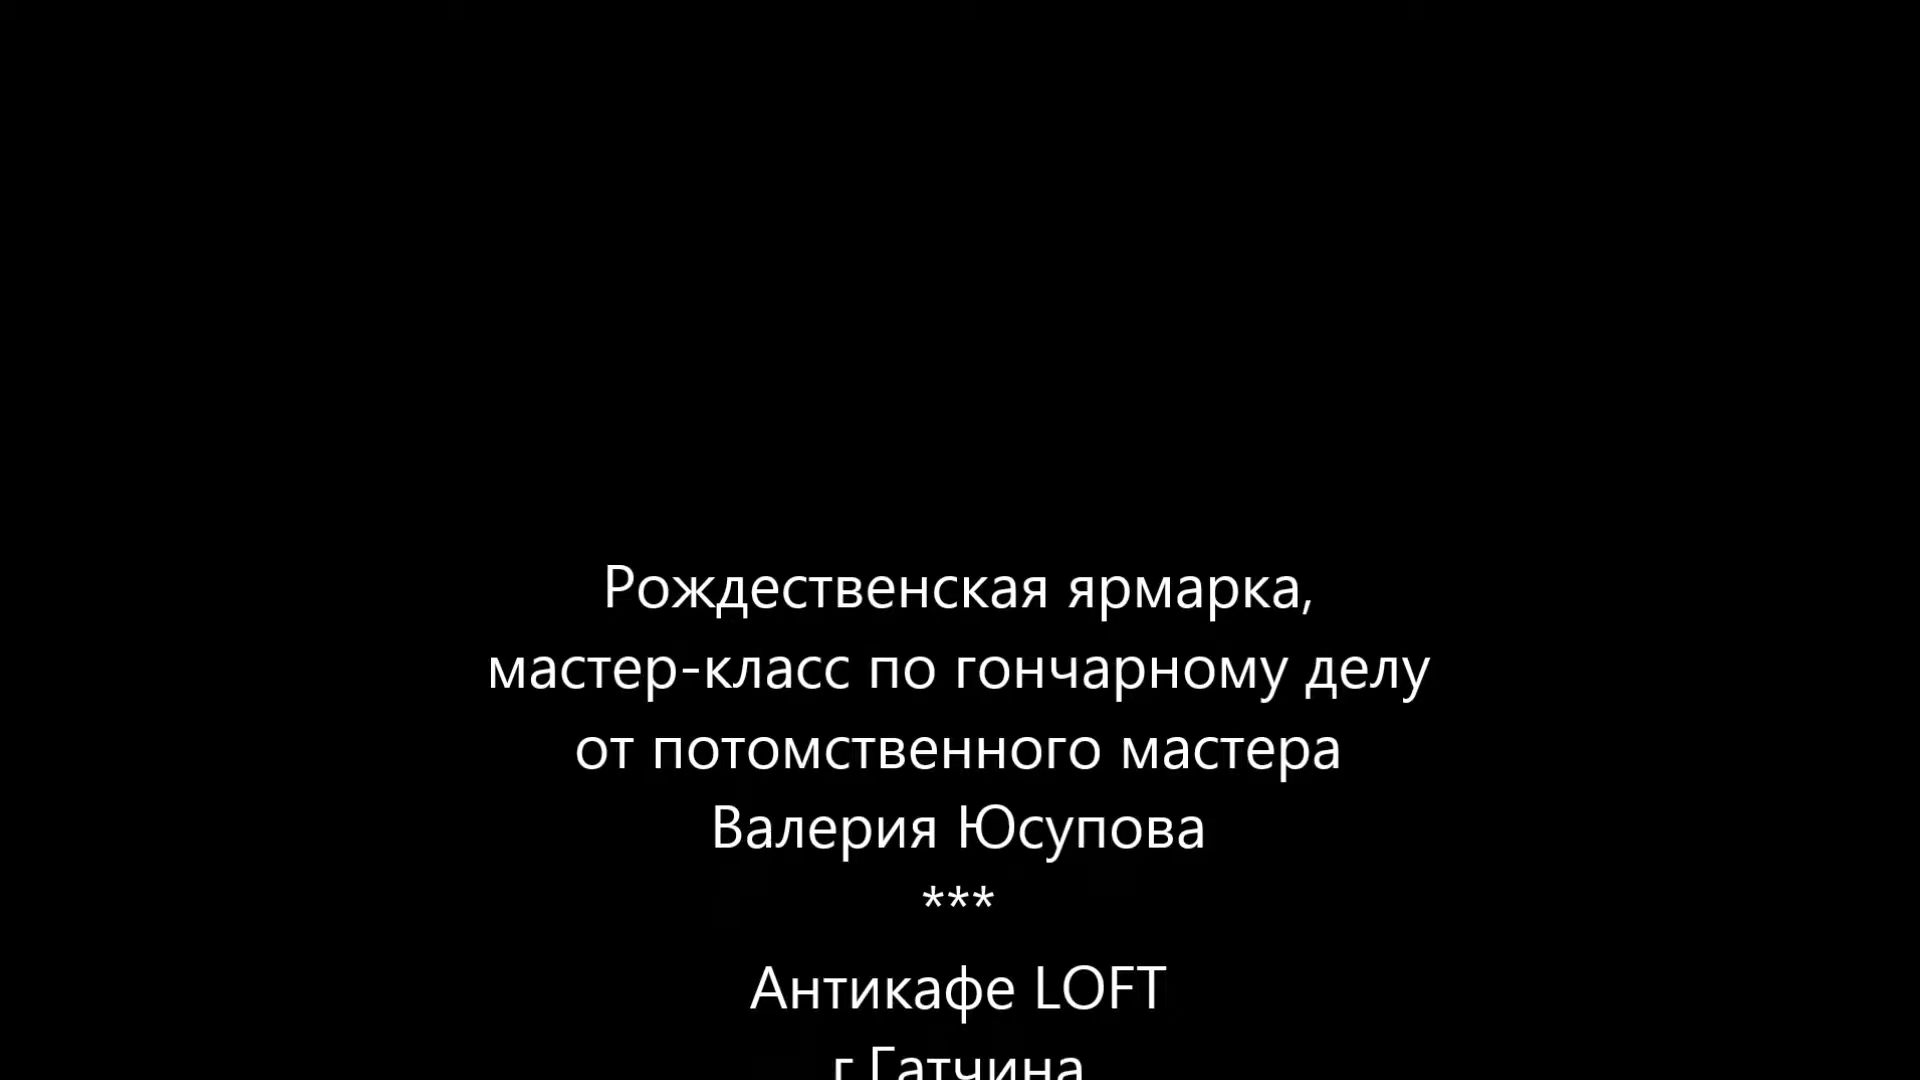 Рождественская ярмарка,
мастер-класс по гончарному делу
от потомственного мастера
Валерия Юсупова
***
Антикафе LOFT
г.Гатчина